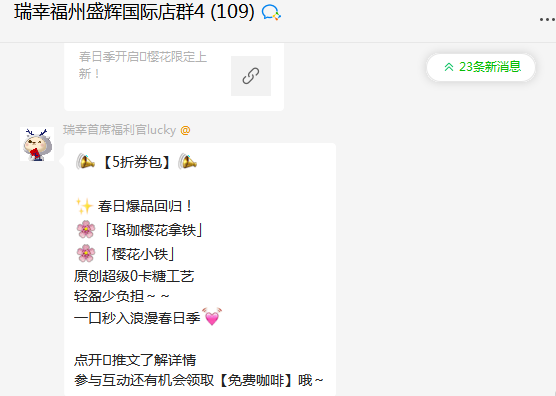 瑞幸福州盛辉国际店群4 (109)
春日季开启▯樱花限定上
新！
23条新消息
瑞幸首席福利官lucky @
【5折券包】
春日爆品回归！
「珞珈樱花拿铁」
「樱花小铁」
原创超级0卡糖工艺
轻盈少负担～～
一口秒入浪漫春日季
点开▯推文了解详情
参与互动还有机会领取【免费咖啡】哦～